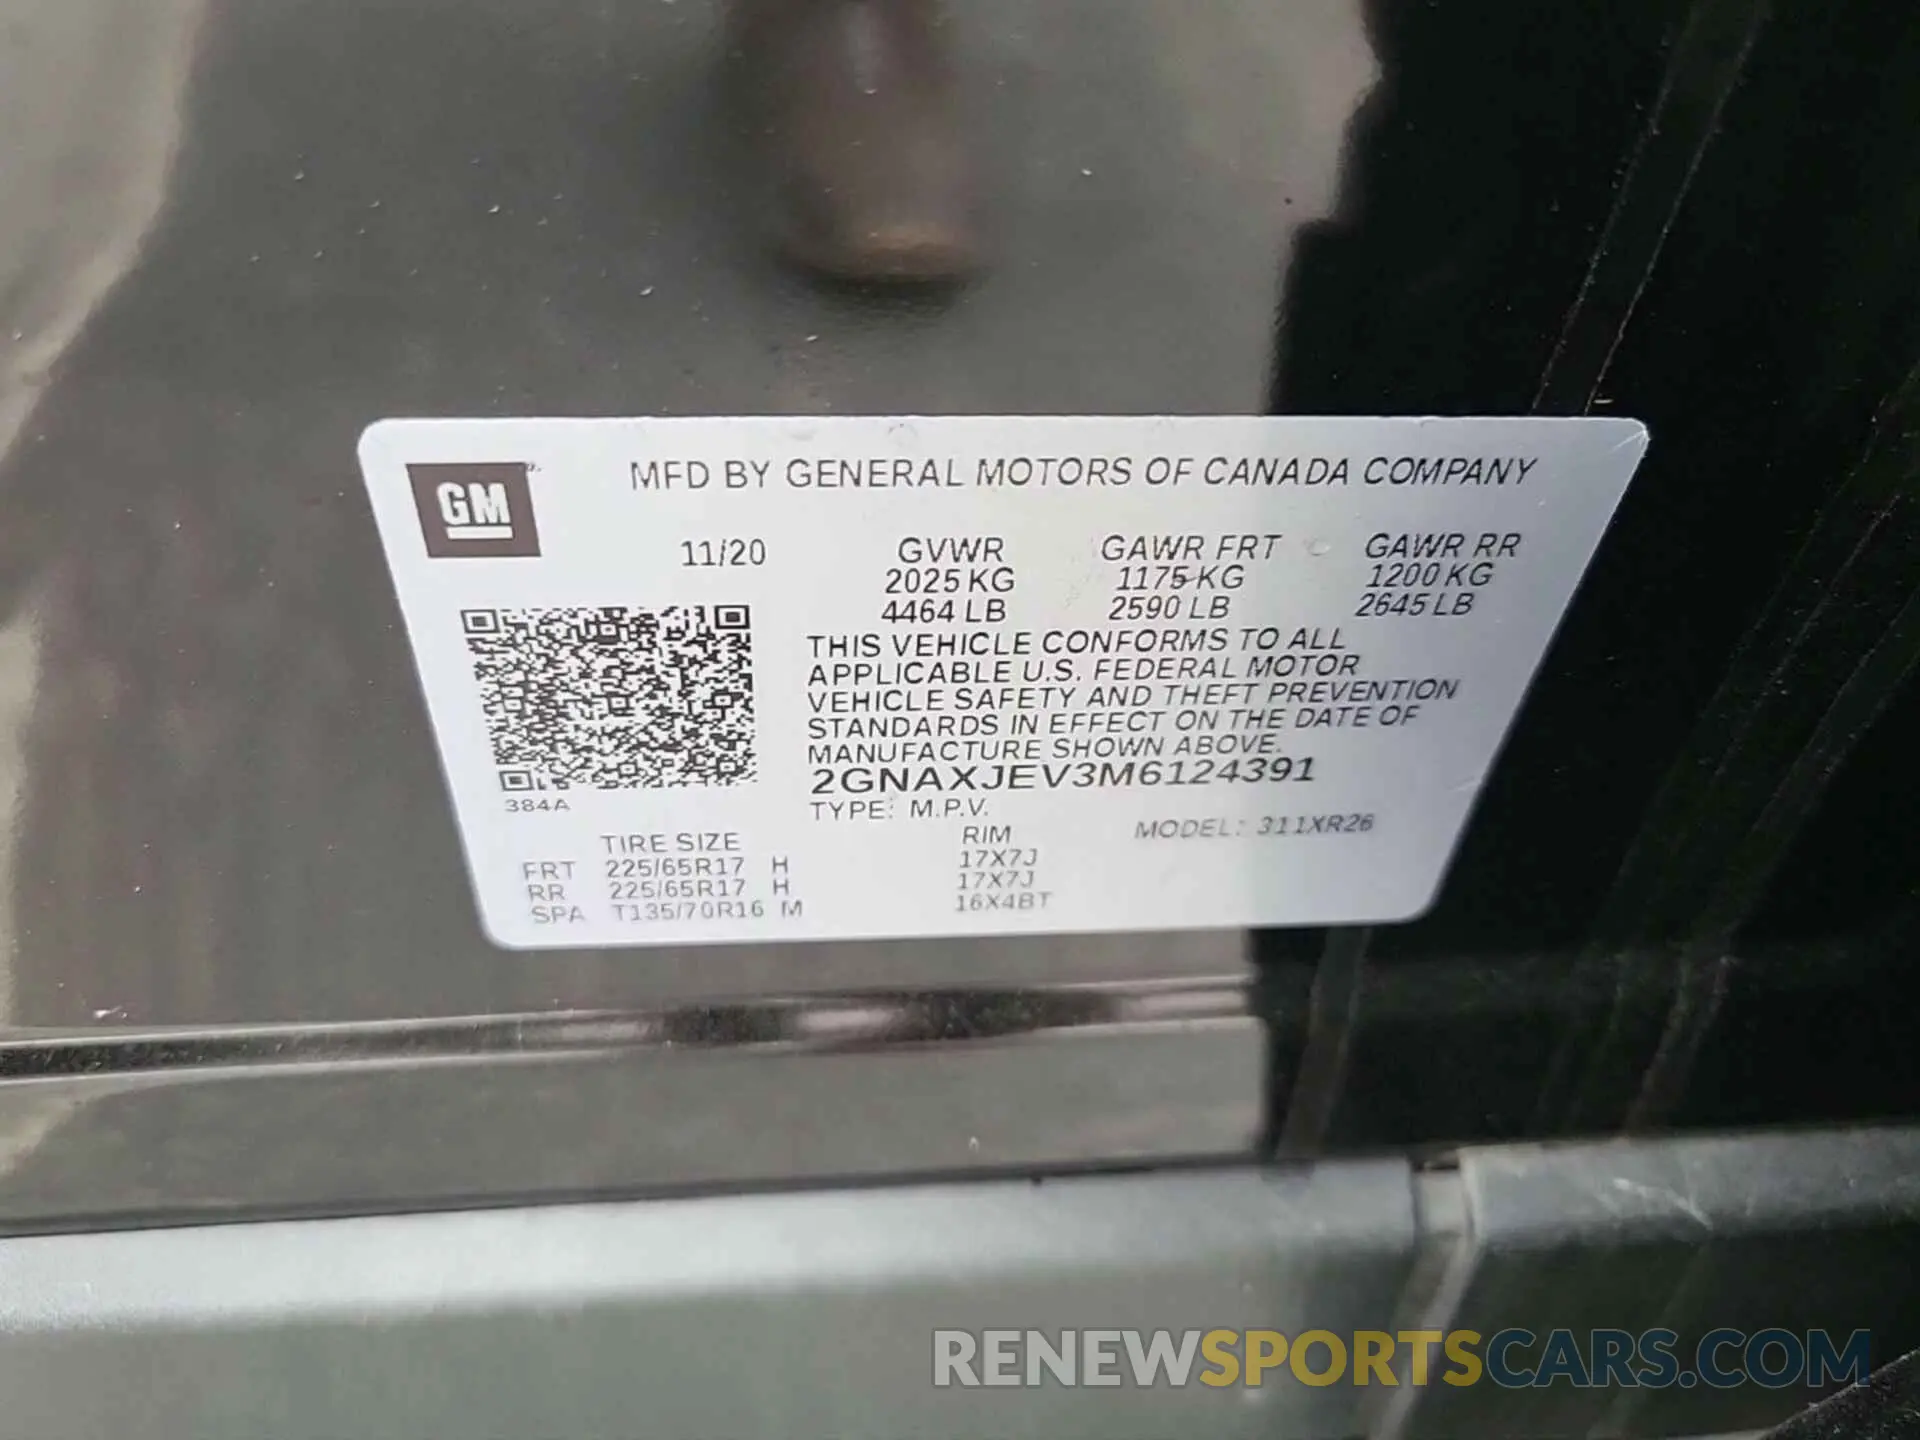 GM
MFD BY GENERAL MOTORS OF CANADA COMPANY
11/20 GVWR GAWR FRT GAWR RR
2025 KG 1175 KG 1200 KG
4464 LB 2590 LB 2645 LB
THIS VEHICLE CONFORMS TO ALL
APPLICABLE U.S. FEDERAL MOTOR
VEHICLE SAFETY AND THEFT PREVENTION
STANDARDS IN EFFECT ON THE DATE OF
MANUFACTURE SHOWN ABOVE.
2GNAXJEV3M6124391
384A
TYPE: M.P.V.
TIRE SIZE RIM MODEL: 311XR26
FRT 225/65R17 H 17X7J
RR 225/65R17 H 17X7J
SPA T135/70R16 M 16X4BT
RENEWSPORTSCARS.COM